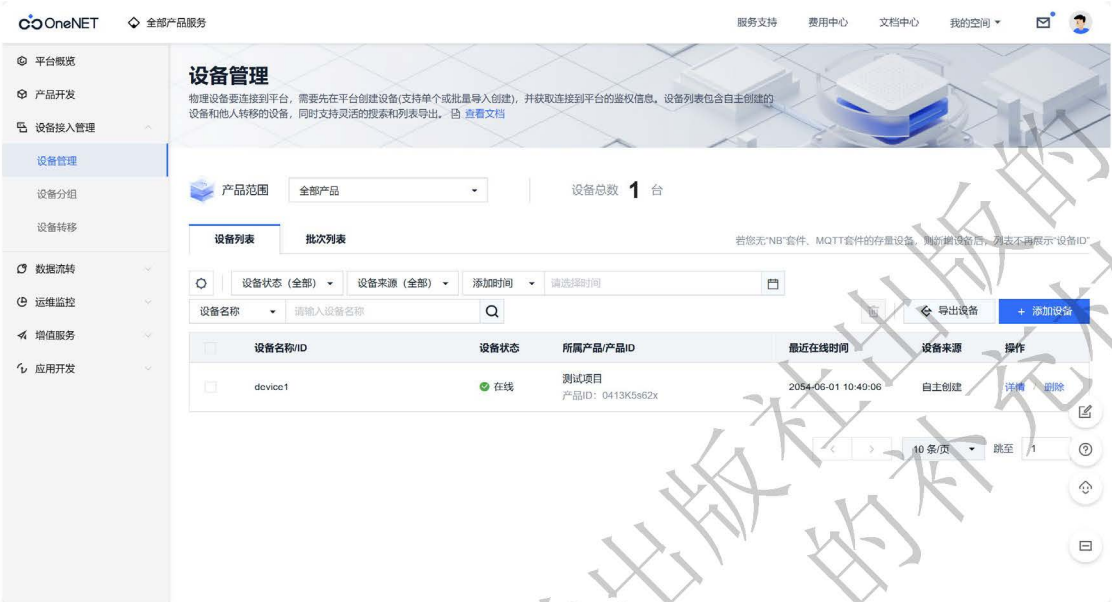 OneNET 全部产品服务 服务支持 费用中心 文档中心 我的空间
平台概览
产品开发
设备接入管理
设备管理
设备分组
设备转移
数据流转
运维监控
增值服务
应用开发
设备管理
物理设备要连接到平台，需要先在平台创建设备(支持单个或批量导入创建)，并获取连接到平台的鉴权信息。设备列表包含自主创建的
设备和他人转移的设备，同时支持灵活的搜索和列表导出。 查看文档
产品范围 全部产品 设备总数 1 台
设备列表 批次列表 若您无“NB”套件、MQTT套件的存量设备，则新增设备后，列表不再展示“设备ID”
设备状态（全部） 设备来源（全部） 添加时间 请选择时间
设备名称 请输入设备名称 导出设备 + 添加设备
设备名称/ID 设备状态 所属产品/产品ID 最近在线时间 设备来源 操作
device1 在线 测试项目 2054-06-01 10:49:06 自主创建 详情 删除
产品ID：0413K5s62x
< > 10 条/页 跳至 1
出版社出版的
的补充材